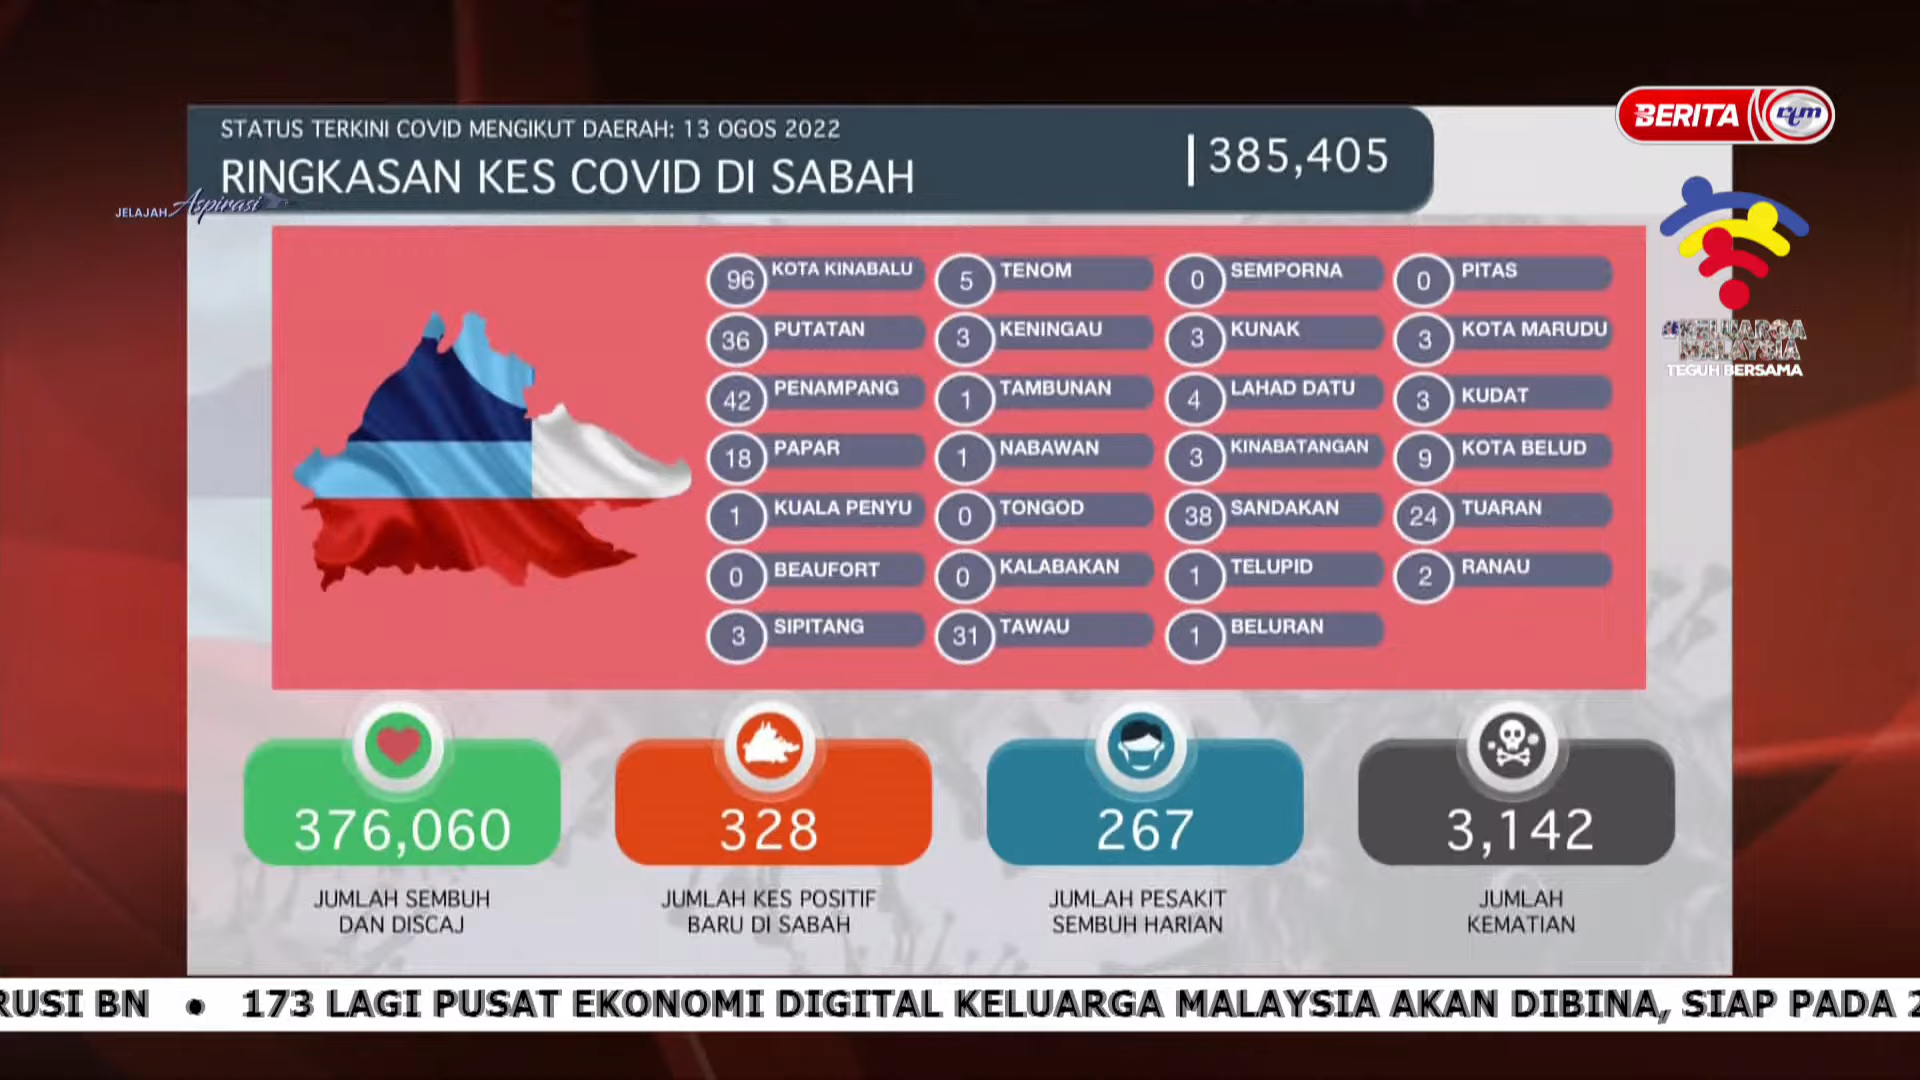 STATUS TERKINI COVID MENGIKUT DAERAH: 13 OGOS 2022
RINGKASAN KES COVID DI SABAH
385,405
BERITA rtm
JELAJAH Aspirasi
#KELUARGA
MALAYSIA
TEGUH BERSAMA
96 KOTA KINABALU
5 TENOM
0 SEMPORNA
0 PITAS
36 PUTATAN
3 KENINGAU
3 KUNAK
3 KOTA MARUDU
42 PENAMPANG
1 TAMBUNAN
4 LAHAD DATU
3 KUDAT
18 PAPAR
1 NABAWAN
3 KINABATANGAN
9 KOTA BELUD
1 KUALA PENYU
0 TONGOD
38 SANDAKAN
24 TUARAN
0 BEAUFORT
0 KALABAKAN
1 TELUPID
2 RANAU
3 SIPITANG
31 TAWAU
1 BELURAN
376,060
JUMLAH SEMBUH
DAN DISCAJ
328
JUMLAH KES POSITIF
BARU DI SABAH
267
JUMLAH PESAKIT
SEMBUH HARIAN
3,142
JUMLAH
KEMATIAN
RUSI BN • 173 LAGI PUSAT EKONOMI DIGITAL KELUARGA MALAYSIA AKAN DIBINA, SIAP PADA 2